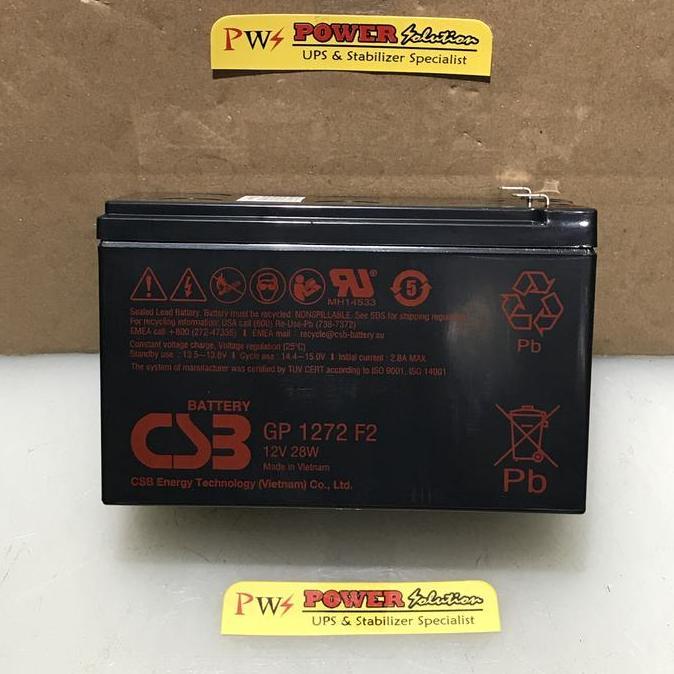 PWS POWER Solution
UPS & Stabilizer Specialist
MH14533
5
Sealed Lead Battery. Battery must be recycled. NONSPILLABLE. See SDS for shipping
For recycling information: USA call (800) Re-Use-Pb (738-7372)
EMEA call +800 (272-47335) EMEA mail : recycle@csb-battery.eu
Constant voltage charge, Voltage regulation (25°C)
Standby use : 13.5–13.8V Cycle use : 14.4–15.0V Initial current : 2.8A MAX
The system of manufacturer was certified by TUV CERT according to ISO 9001, ISO 14001
Pb
BATTERY
CSB GP 1272 F2
12V 28W
Made in Vietnam
CSB Energy Technology (Vietnam) Co., Ltd.
Pb
PWS POWER Solution
UPS & Stabilizer Specialist